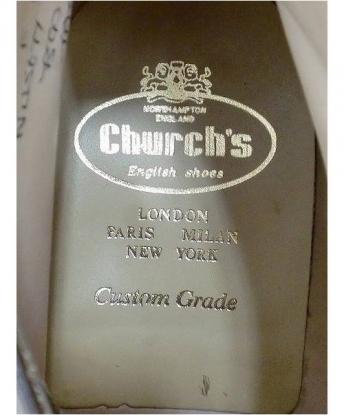 NORTHAMPTON
ENGLAND
Church's
English shoes
LONDON
PARIS MILAN
NEW YORK
Custom Grade